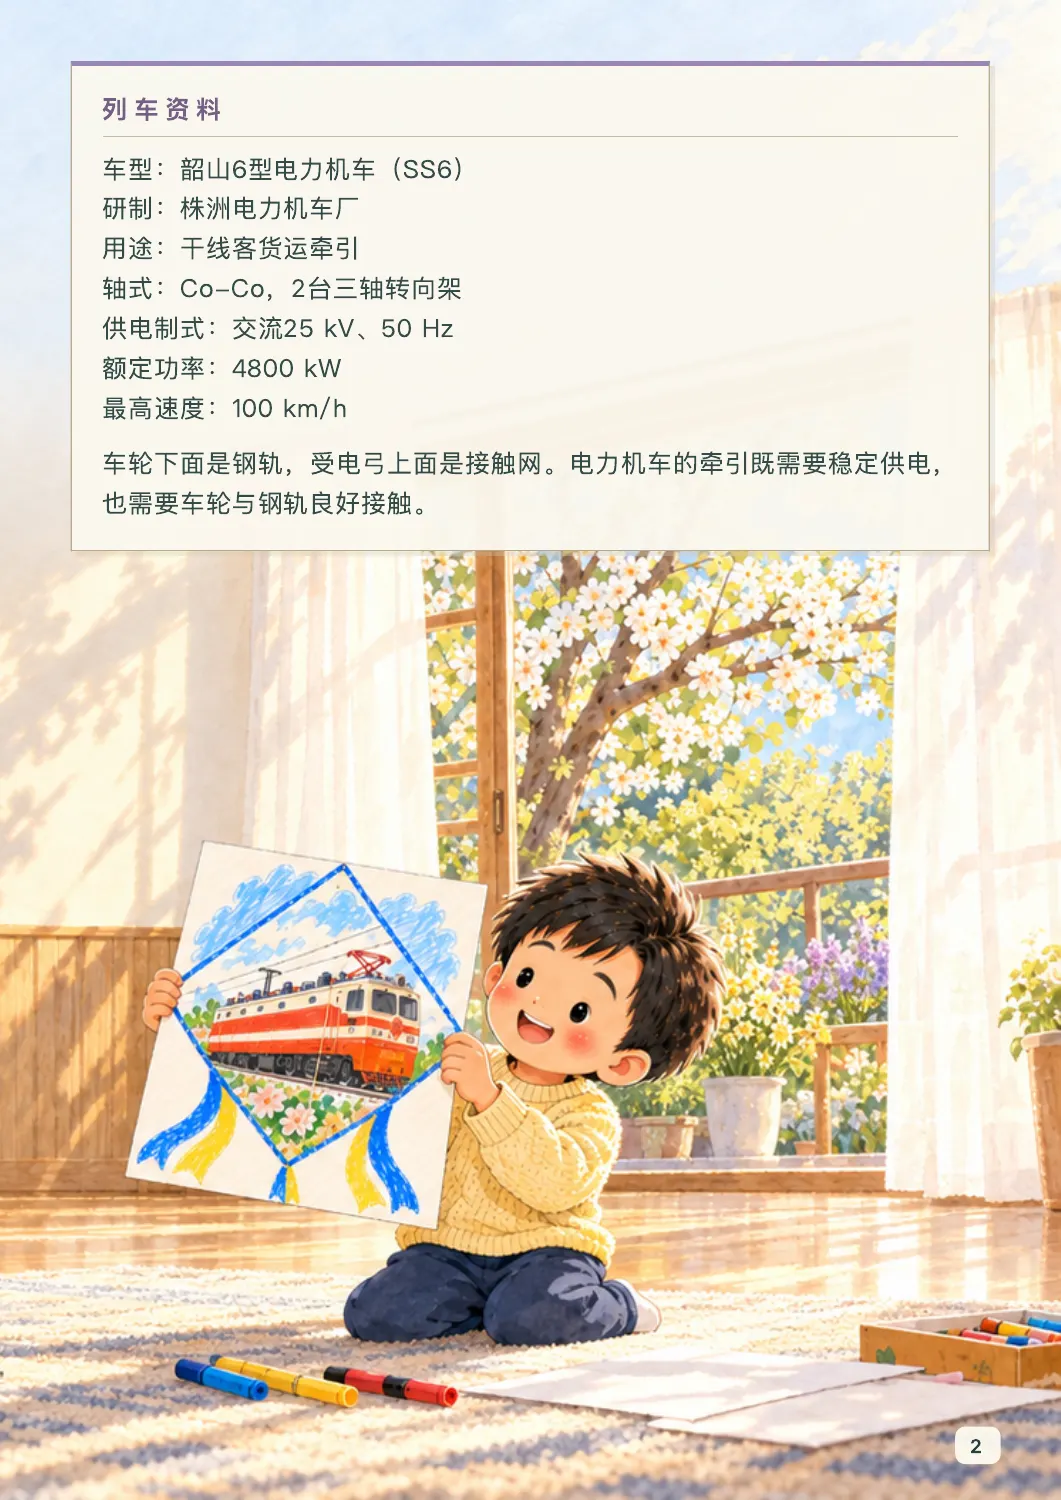 列车资料
车型：韶山6型电力机车（SS6）
研制：株洲电力机车厂
用途：干线客货运牵引
轴式：Co–Co，2台三轴转向架
供电制式：交流25 kV、50 Hz
额定功率：4800 kW
最高速度：100 km/h
车轮下面是钢轨，受电弓上面是接触网。电力机车的牵引既需要稳定供电，
也需要车轮与钢轨良好接触。
2